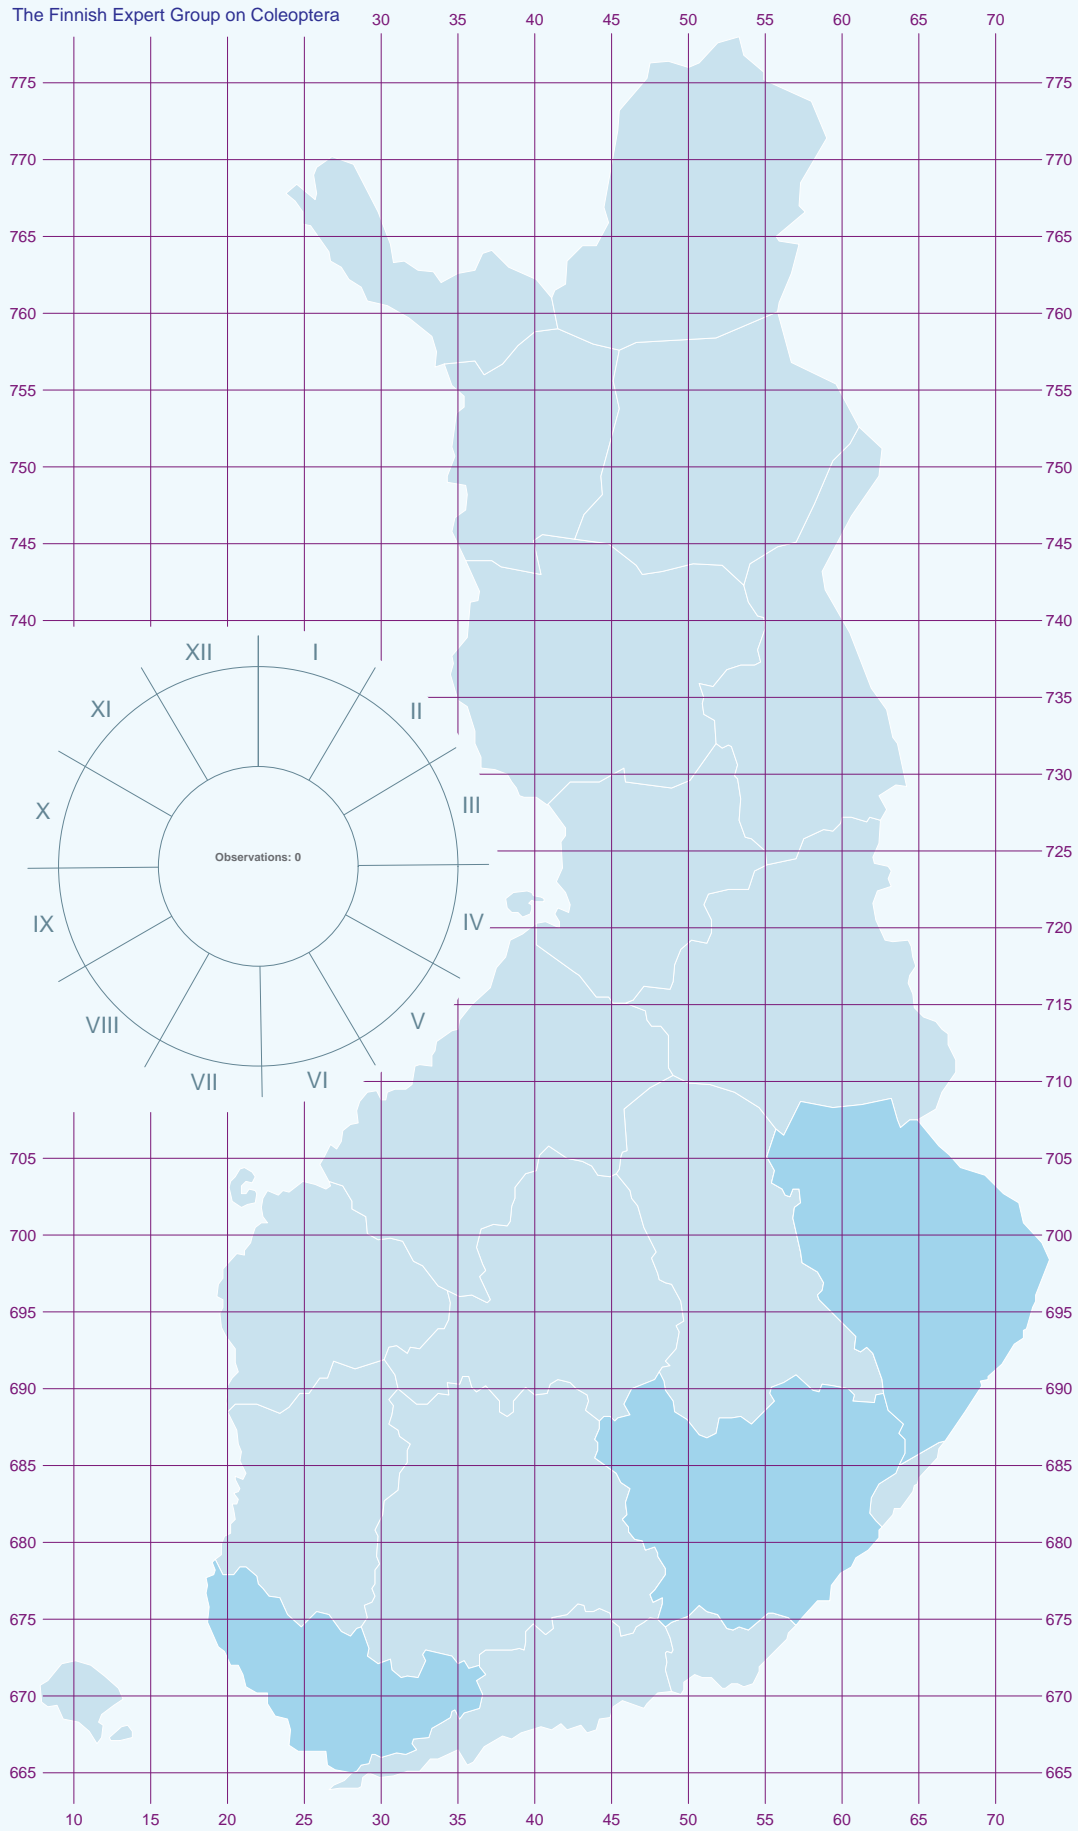 The Finnish Expert Group on Coleoptera
30 35 40 45 50 55 60 65 70
775 775
770 770
765 765
760 760
755 755
750 750
745 745
740 740
XII I
XI II
735 735
730
X III
Observations: 0
725
IX IV
720
715
VIII V
VII VI
710
705 705
700 700
695 695
690 690
685 685
680 680
675 675
670 670
665 665
10 15 20 25 30 35 40 45 50 55 60 65 70